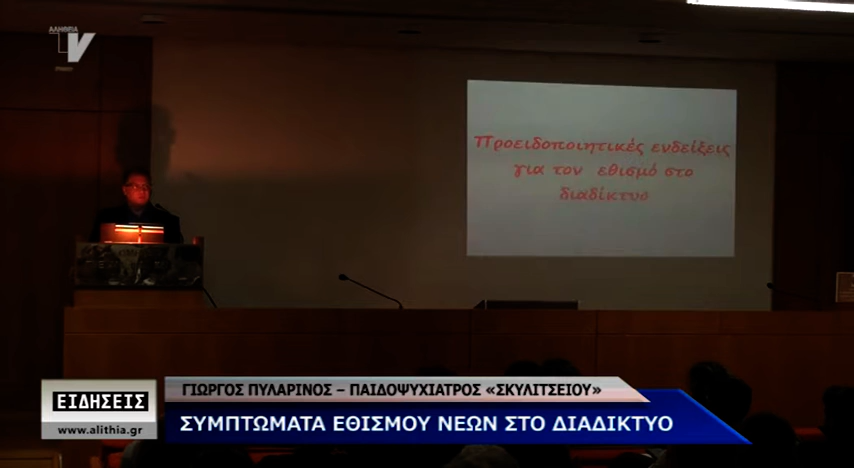 ΑΛΗΘΕΙΑ
TV
Προειδοποιητικές ενδείξεις
για τον εθισμό στο
διαδίκτυο
ΓΙΩΡΓΟΣ ΠΥΛΑΡΙΝΟΣ – ΠΑΙΔΟΨΥΧΙΑΤΡΟΣ «ΣΚΥΛΙΤΣΕΙΟΥ»
ΕΙΔΗΣΕΙΣ
ΣΥΜΠΤΩΜΑΤΑ ΕΘΙΣΜΟΥ ΝΕΩΝ ΣΤΟ ΔΙΑΔΙΚΤΥΟ
www.alithia.gr